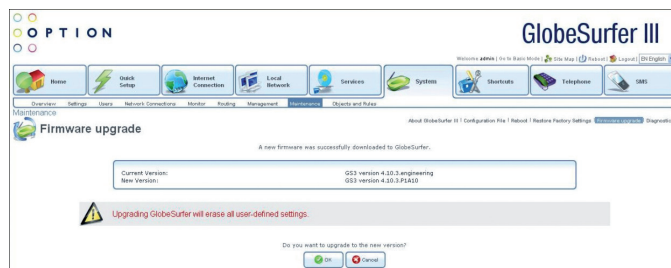 OPTION
GlobeSurfer III
Welcome admin | Go to Basic Mode | Site Map | Reboot | Logout | EN English
Home
Quick Setup
Internet Connection
Local Network
Services
System
Shortcuts
Telephone
SMS
Overview Settings Users Network Connections Monitor Routing Management Maintenance Objects and Rules
Maintenance
About GlobeSurfer III | Configuration File | Reboot | Restore Factory Settings | Firmware upgrade | Diagnostic
Firmware upgrade
A new firmware was successfully downloaded to GlobeSurfer.
Current Version: GS3 version 4.10.3.engineering
New Version: GS3 version 4.10.3.P1A10
Upgrading GlobeSurfer will erase all user-defined settings.
Do you want to upgrade to the new version?
OK Cancel